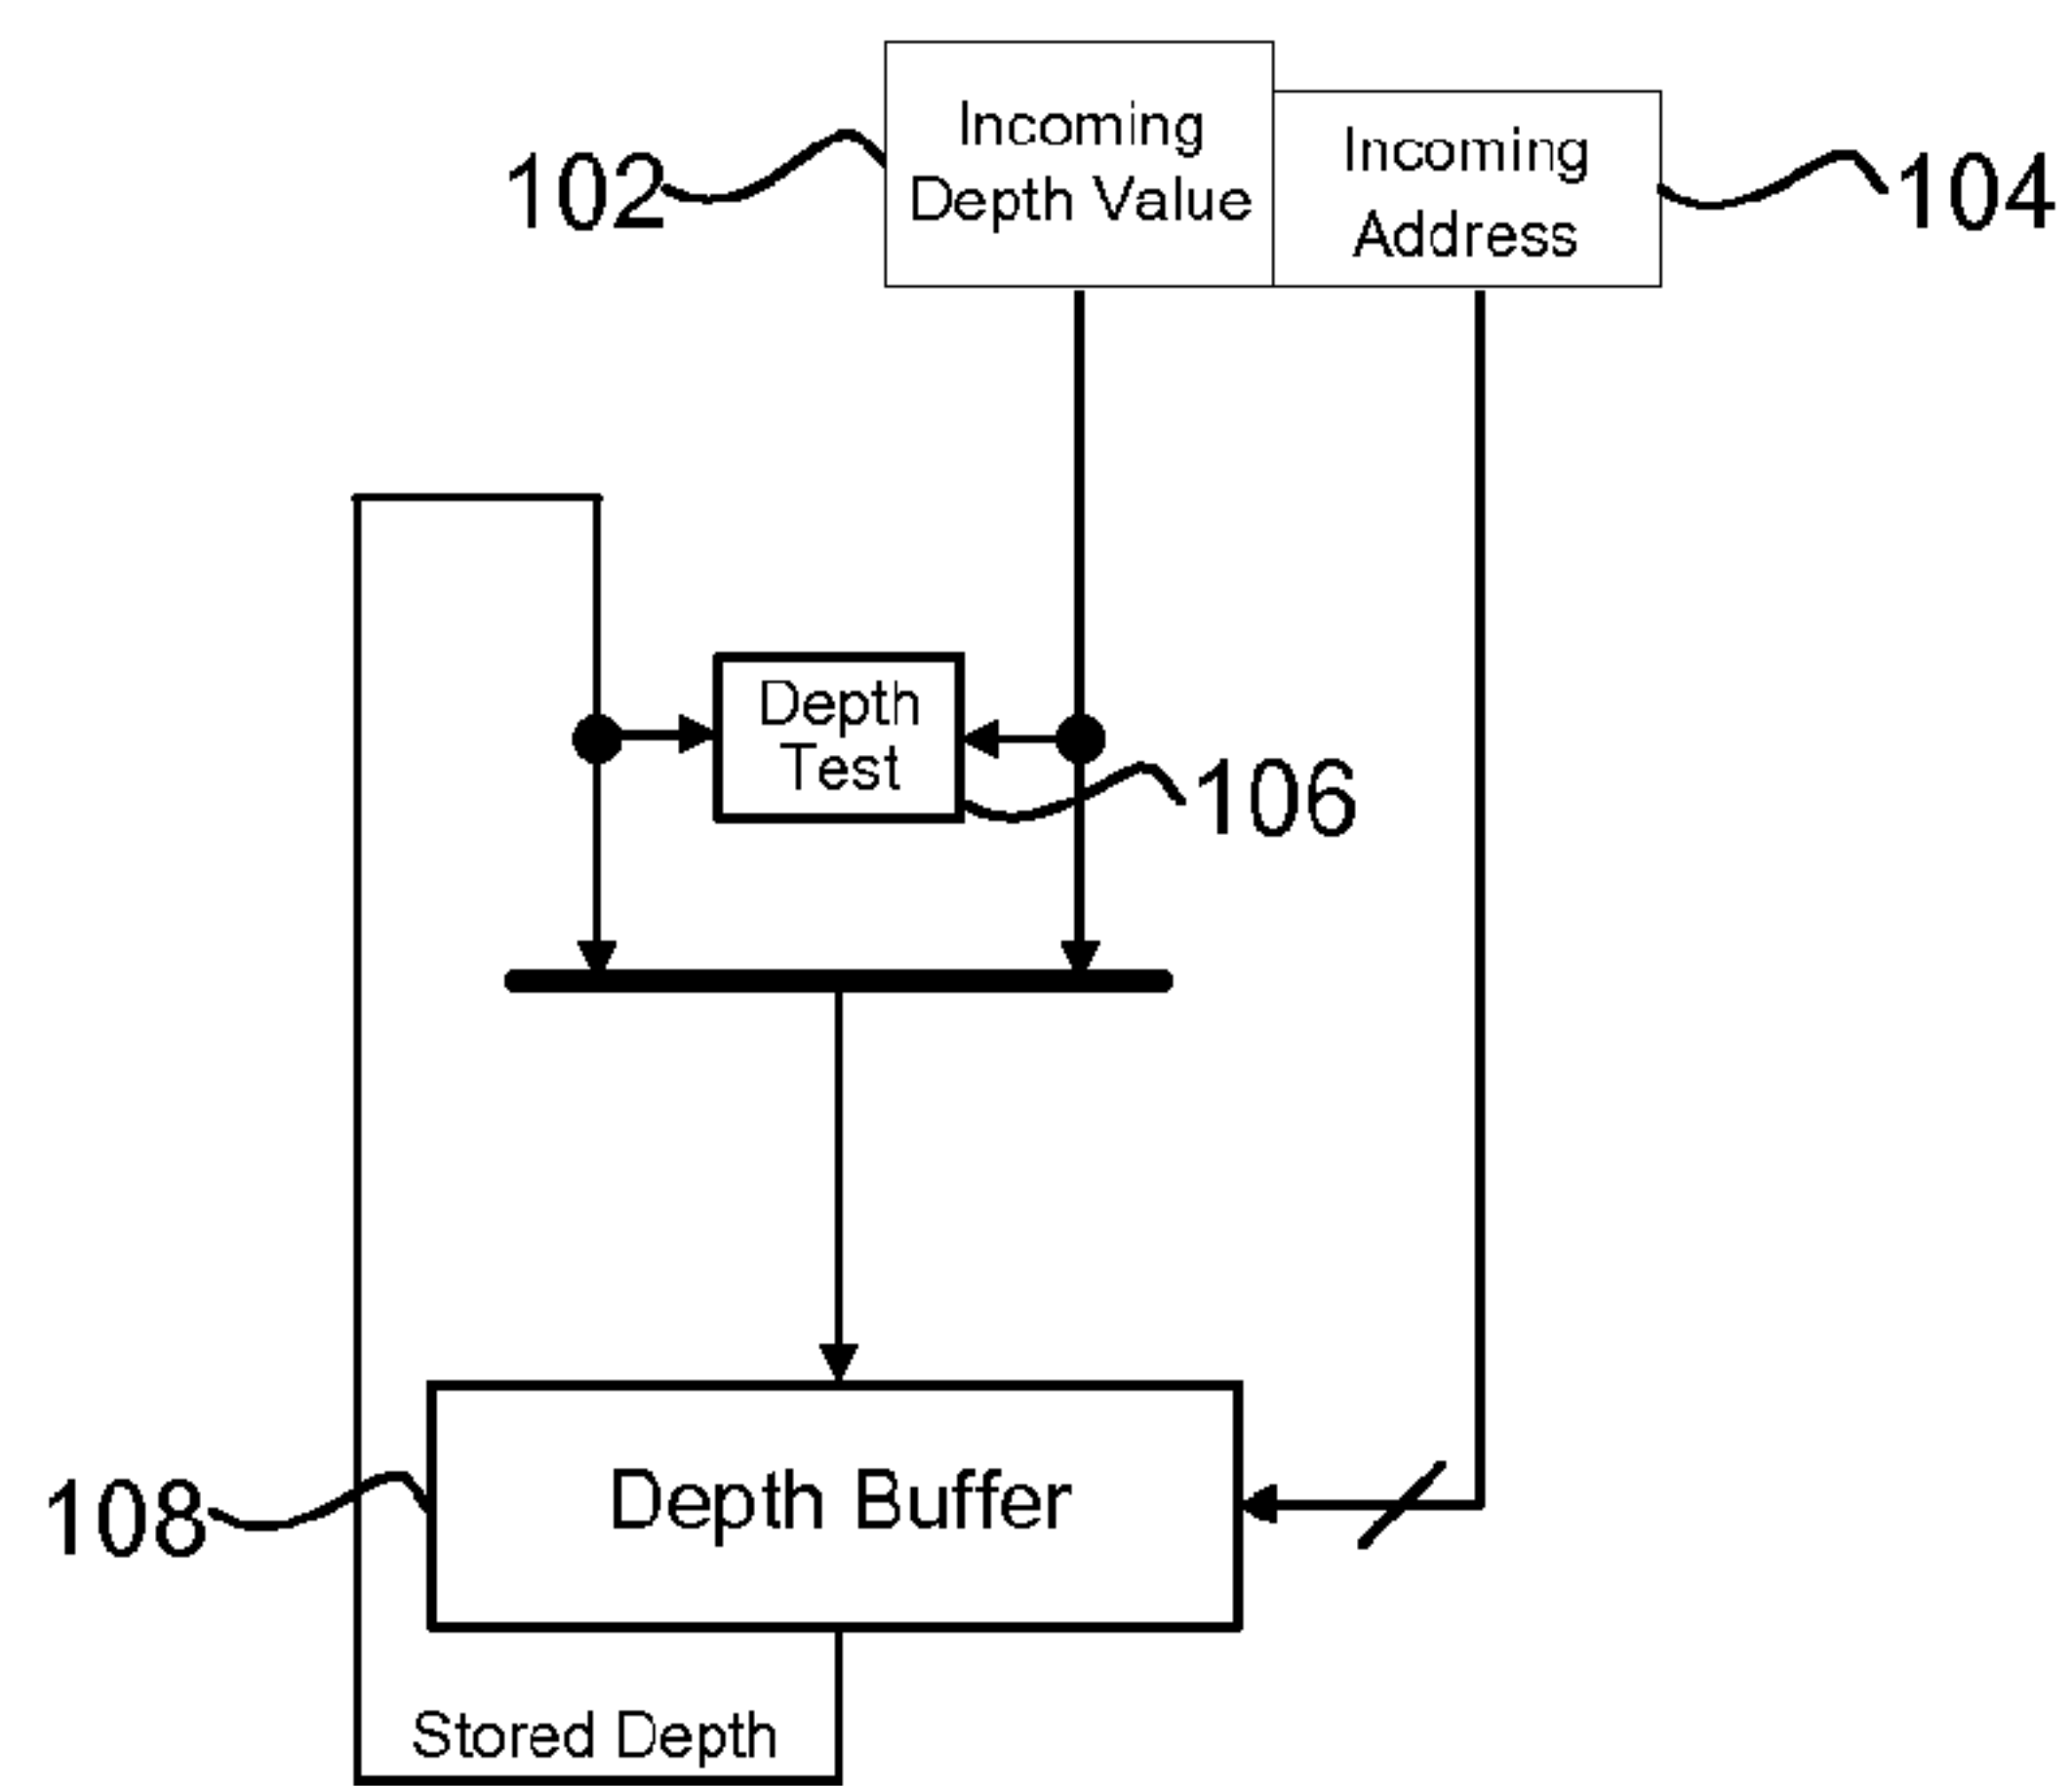 Incoming
Depth Value
Incoming
Address
102
104
Depth
Test
106
Depth Buffer
108
Stored Depth